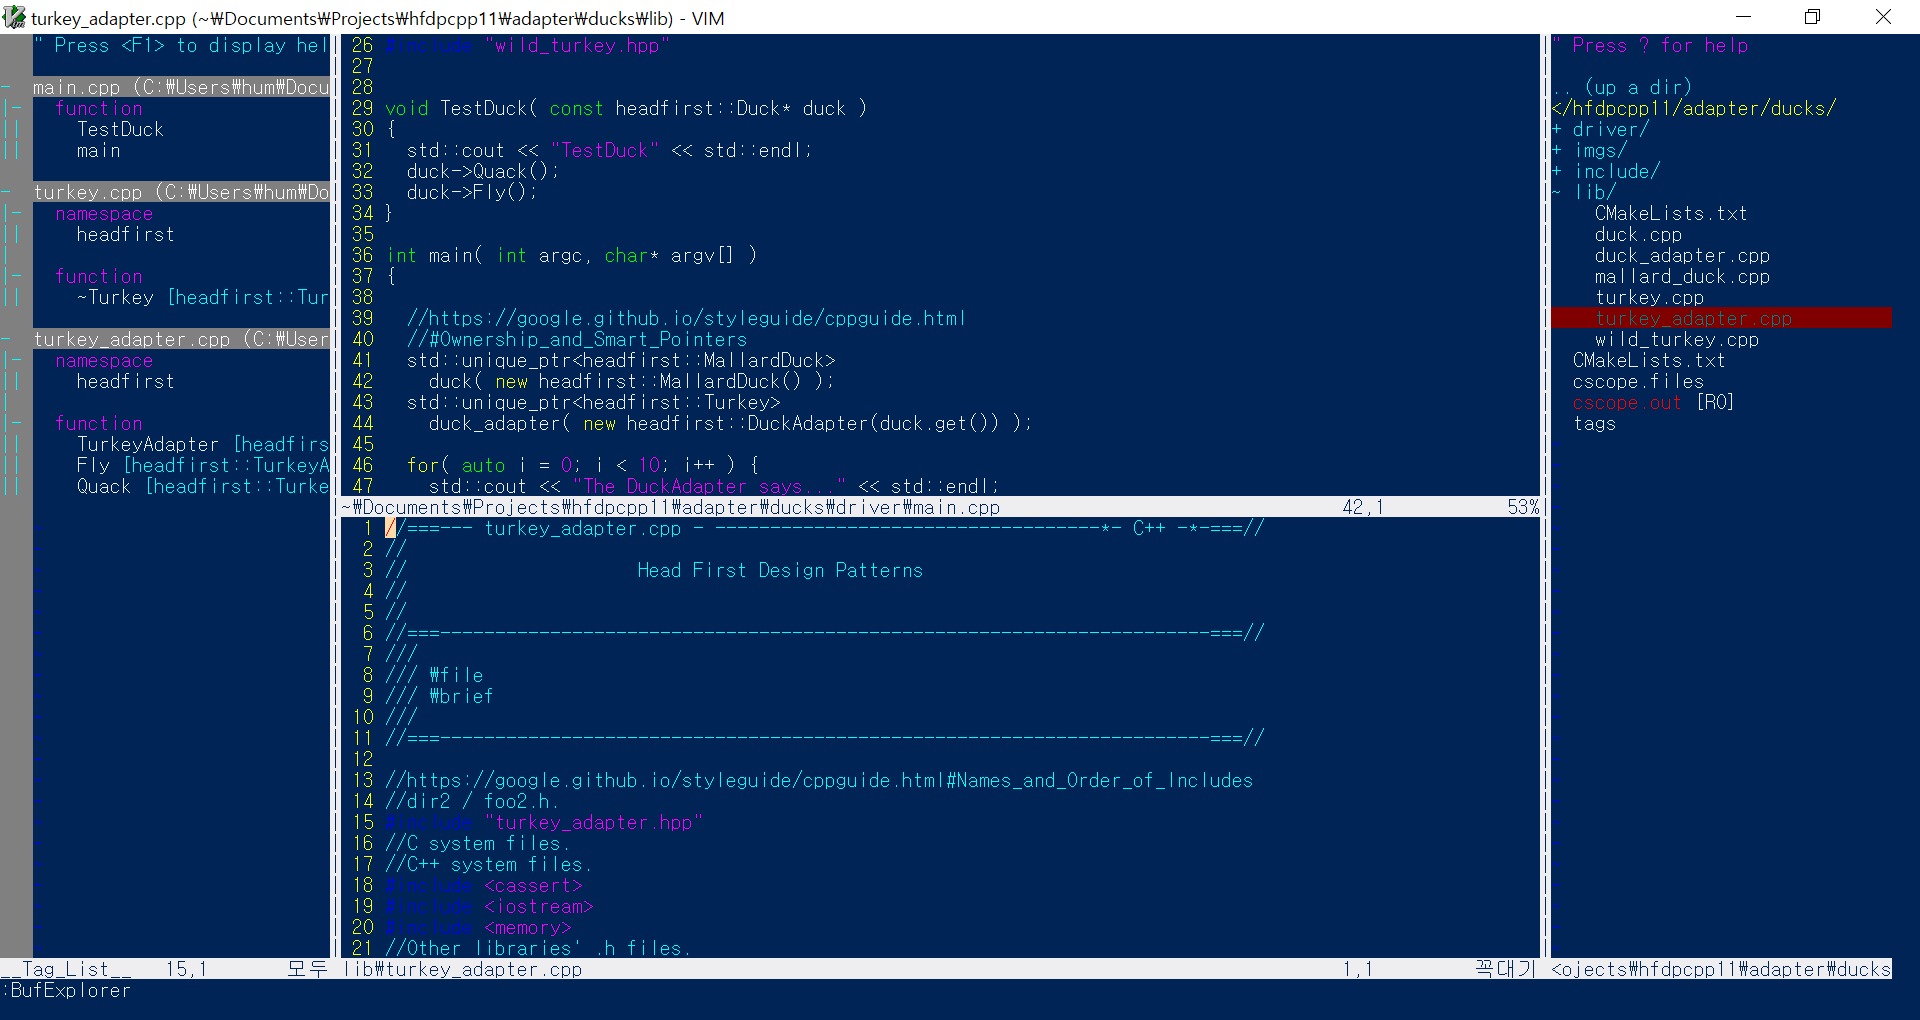 turkey_adapter.cpp (~₩Documents₩Projects₩hfdpcpp11₩adapter₩ducks₩lib) - VIM
" Press <F1> to display hel
main.cpp (C:₩Users₩hum₩Docu
function
TestDuck
main
turkey.cpp (C:₩Users₩hum₩Do
namespace
headfirst
function
~Turkey [headfirst::Tur
turkey_adapter.cpp (C:₩User
namespace
headfirst
function
TurkeyAdapter [headfirs
Fly [headfirst::TurkeyA
Quack [headfirst::Turke
__Tag_List__ 15,1 모두
26 #include "wild_turkey.hpp"
27
28
29 void TestDuck( const headfirst::Duck* duck )
30 {
31 std::cout << "TestDuck" << std::endl;
32 duck->Quack();
33 duck->Fly();
34 }
35
36 int main( int argc, char* argv[] )
37 {
38
39 //https://google.github.io/styleguide/cppguide.html
40 //#Ownership_and_Smart_Pointers
41 std::unique_ptr<headfirst::MallardDuck>
42 duck( new headfirst::MallardDuck() );
43 std::unique_ptr<headfirst::Turkey>
44 duck_adapter( new headfirst::DuckAdapter(duck.get()) );
45
46 for( auto i = 0; i < 10; i++ ) {
47 std::cout << "The DuckAdapter says..." << std::endl;
~₩Documents₩Projects₩hfdpcpp11₩adapter₩ducks₩driver₩main.cpp 42,1 53%
1 //===--- turkey_adapter.cpp - -----------------------------------*- C++ -*-===//
2 //
3 // Head First Design Patterns
4 //
5 //
6 //===----------------------------------------------------------------------===//
7 ///
8 /// ₩file
9 /// ₩brief
10 ///
11 //===----------------------------------------------------------------------===//
12
13 //https://google.github.io/styleguide/cppguide.html#Names_and_Order_of_Includes
14 //dir2 / foo2.h.
15 #include "turkey_adapter.hpp"
16 //C system files.
17 //C++ system files.
18 #include <cassert>
19 #include <iostream>
20 #include <memory>
21 //Other libraries' .h files.
lib₩turkey_adapter.cpp 1,1 꼭대기
" Press ? for help
.. (up a dir)
</hfdpcpp11/adapter/ducks/
+ driver/
+ imgs/
+ include/
~ lib/
CMakeLists.txt
duck.cpp
duck_adapter.cpp
mallard_duck.cpp
turkey.cpp
turkey_adapter.cpp
wild_turkey.cpp
CMakeLists.txt
cscope.files
cscope.out [RO]
tags
<ojects₩hfdpcpp11₩adapter₩ducks
:BufExplorer